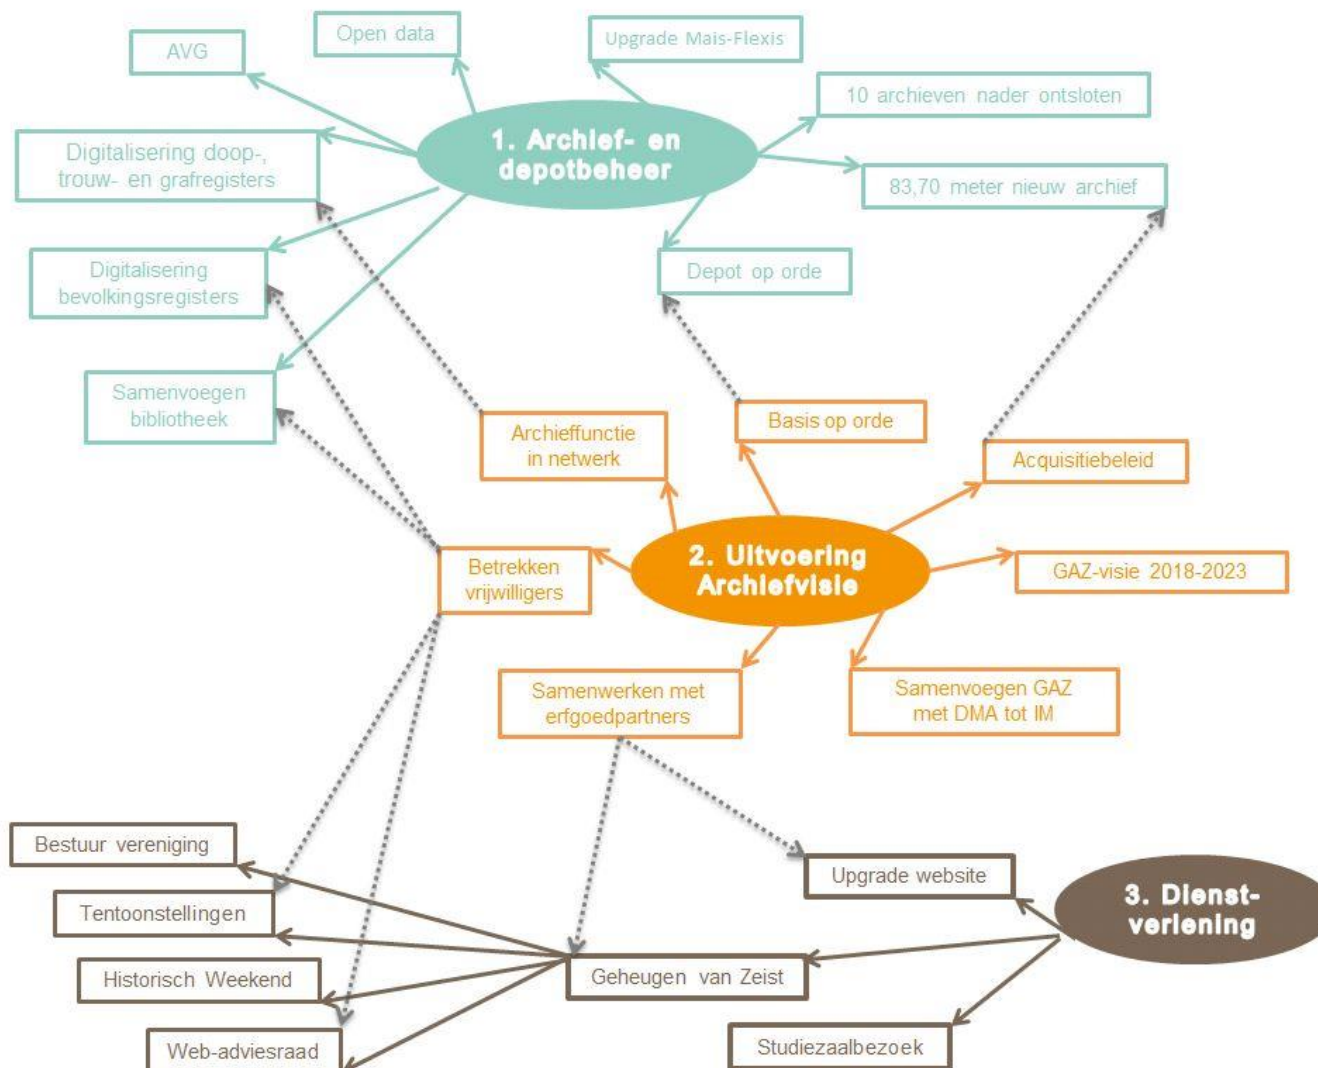 Open data
AVG
Upgrade Mais-Flexis
10 archieven nader ontsloten
1. Archief- en
depotbeheer
Digitalisering doop-,
trouw- en grafregisters
83,70 meter nieuw archief
Digitalisering
bevolkingsregisters
Depot op orde
Samenvoegen
bibliotheek
Archieffunctie
in netwerk
Basis op orde
Acquisitiebeleid
2. Uitvoering
Archiefvisie
Betrekken
vrijwilligers
GAZ-visie 2018-2023
Samenwerken met
erfgoedpartners
Samenvoegen GAZ
met DMA tot IM
Bestuur vereniging
Upgrade website
3. Dienst-
verlening
Tentoonstellingen
Historisch Weekend
Geheugen van Zeist
Web-adviesraad
Studiezaalbezoek